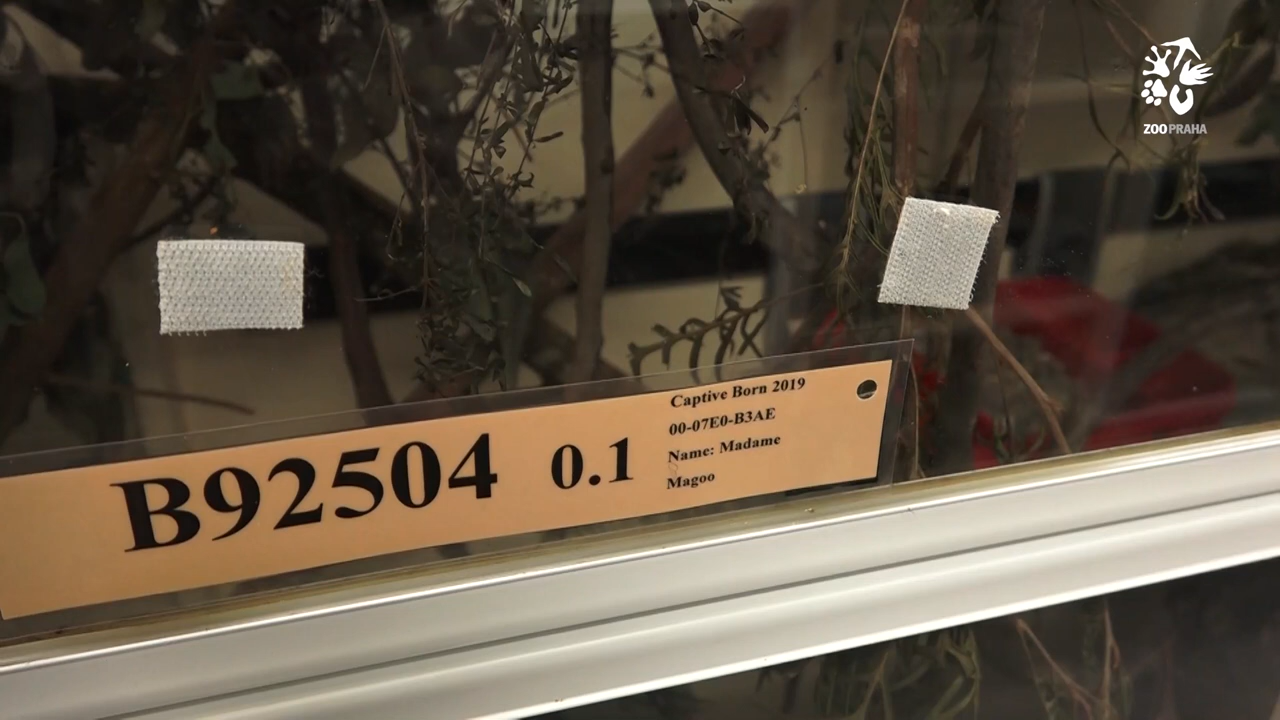 ZOO PRAHA
B92504 0.1
Captive Born 2019
00-07E0-B3AE
Name: Madame
Magoo